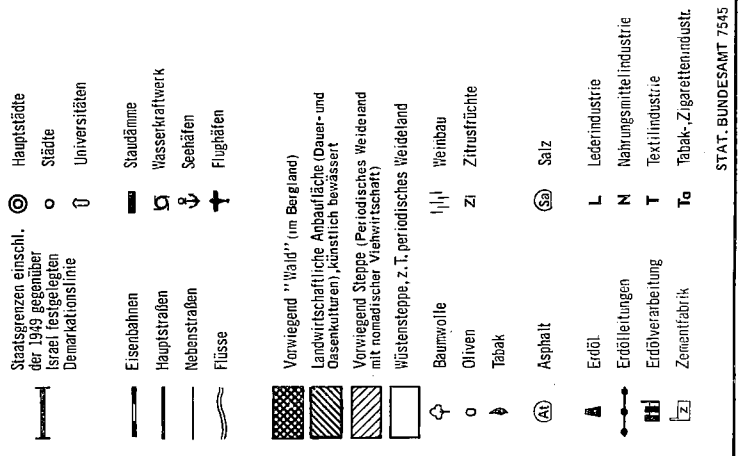 Staatsgrenzen einschl.
der 1949 gegenüber
Israel festgelegten
Demarkationslinie
Hauptstädte
Städte
Universitäten
Eisenbahnen
Hauptstraßen
Nebenstraßen
Flüsse
Staudämme
Wasserkraftwerk
Seehäfen
Flughäfen
Vorwiegend "Wald" (im Bergland)
Landwirtschaftliche Anbaufläche (Dauer- und
Oasenkulturen), künstlich bewässert
Vorwiegend Steppe (Periodisches Weideland
mit nomadischer Viehwirtschaft)
Wüstensteppe, z. T. periodisches Weideland
Baumwolle
Oliven
Tabak
Weinbau
Zi Zitrusfrüchte
At Asphalt
Sa Salz
Erdöl
Erdölleitungen
Erdölverarbeitung
Z Zementfabrik
L Lederindustrie
N Nahrungsmittelindustrie
T Textilindustrie
Ta Tabak-, Zigarettenindustr.
STAT. BUNDESAMT 7545